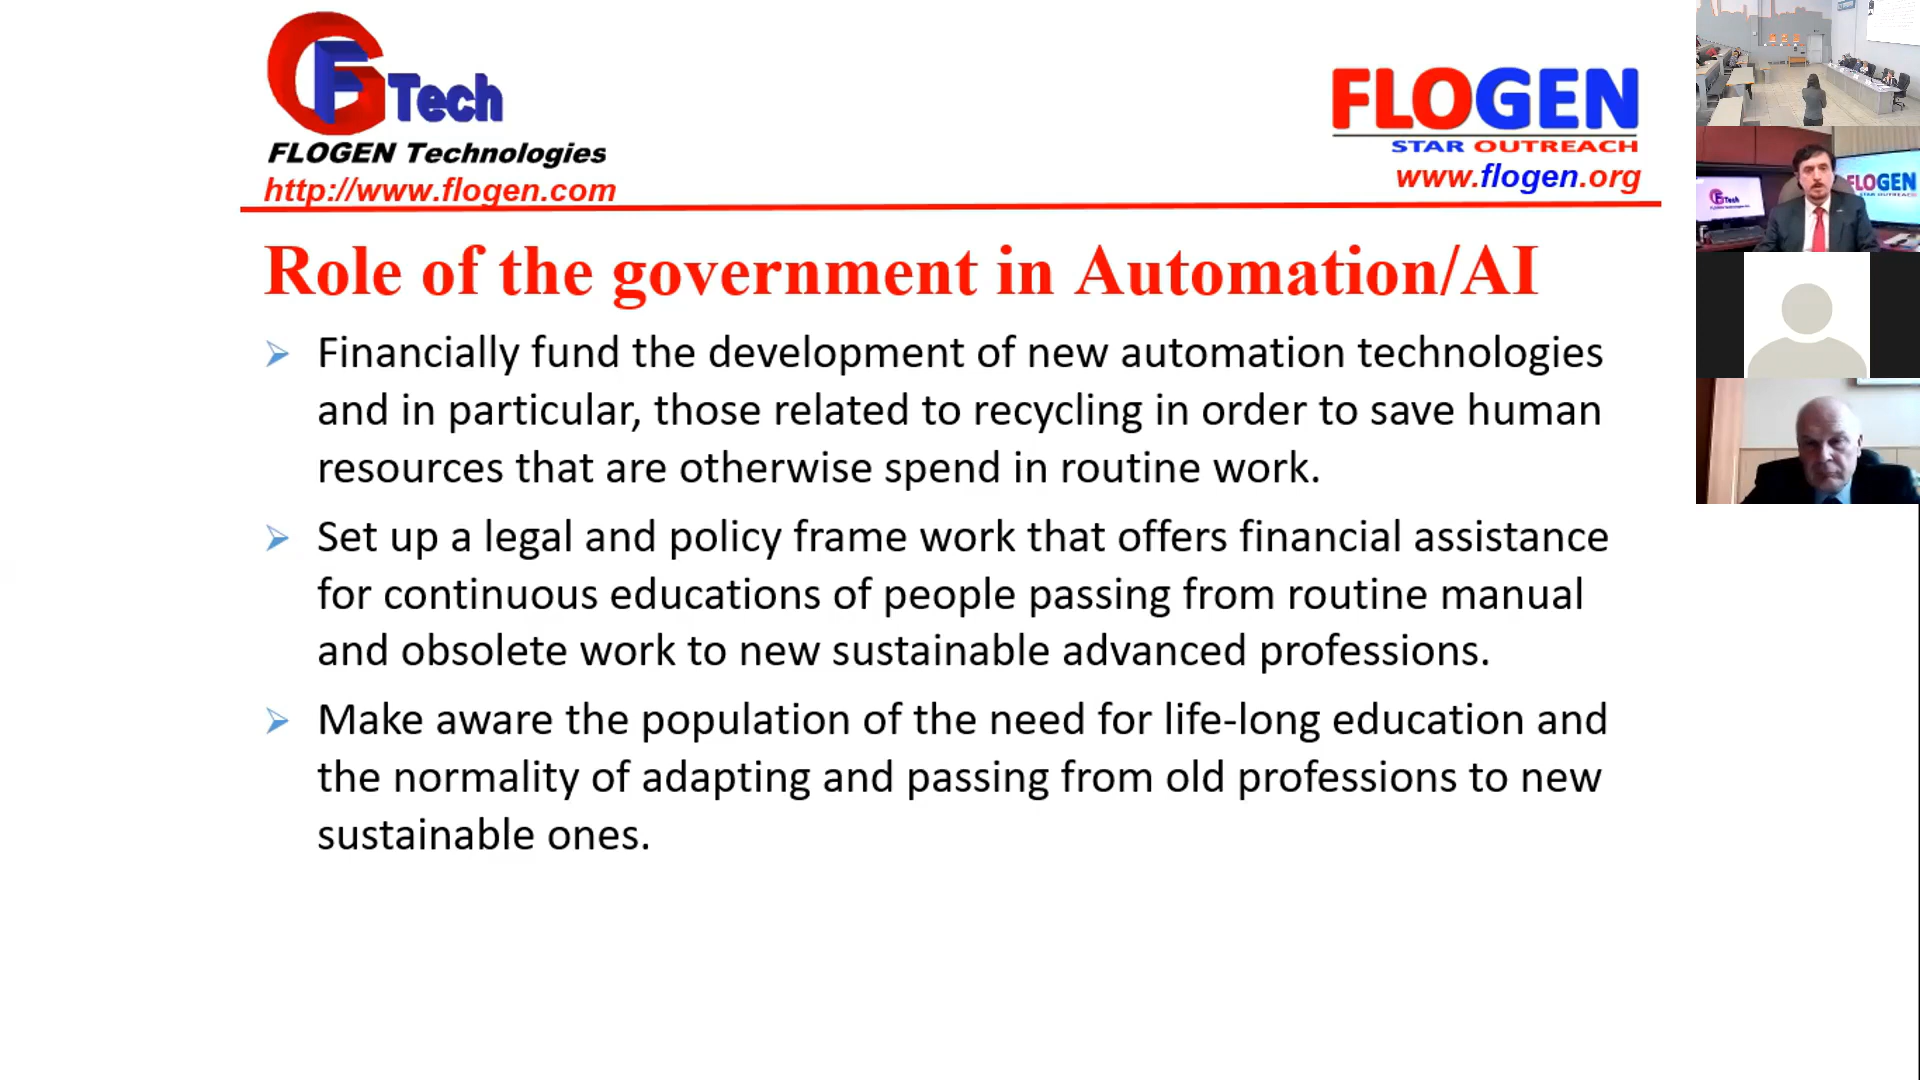 GF Tech
FLOGEN Technologies
http://www.flogen.com
FLOGEN
STAR OUTREACH
www.flogen.org
Role of the government in Automation/AI
Financially fund the development of new automation technologies
and in particular, those related to recycling in order to save human
resources that are otherwise spend in routine work.
Set up a legal and policy frame work that offers financial assistance
for continuous educations of people passing from routine manual
and obsolete work to new sustainable advanced professions.
Make aware the population of the need for life-long education and
the normality of adapting and passing from old professions to new
sustainable ones.
FLOGEN
STAR OUTREACH
Tech